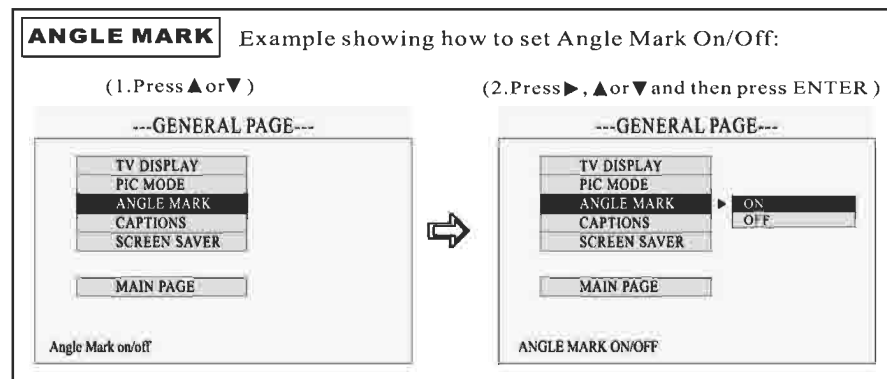 ANGLE MARK Example showing how to set Angle Mark On/Off:
(1.Press▲or▼)
---GENERAL PAGE---
TV DISPLAY
PIC MODE
ANGLE MARK
CAPTIONS
SCREEN SAVER
MAIN PAGE
Angle Mark on/off
(2.Press▶,▲or▼and then press ENTER)
---GENERAL PAGE---
TV DISPLAY
PIC MODE
ANGLE MARK ▶ ON
OFF
CAPTIONS
SCREEN SAVER
MAIN PAGE
ANGLE MARK ON/OFF